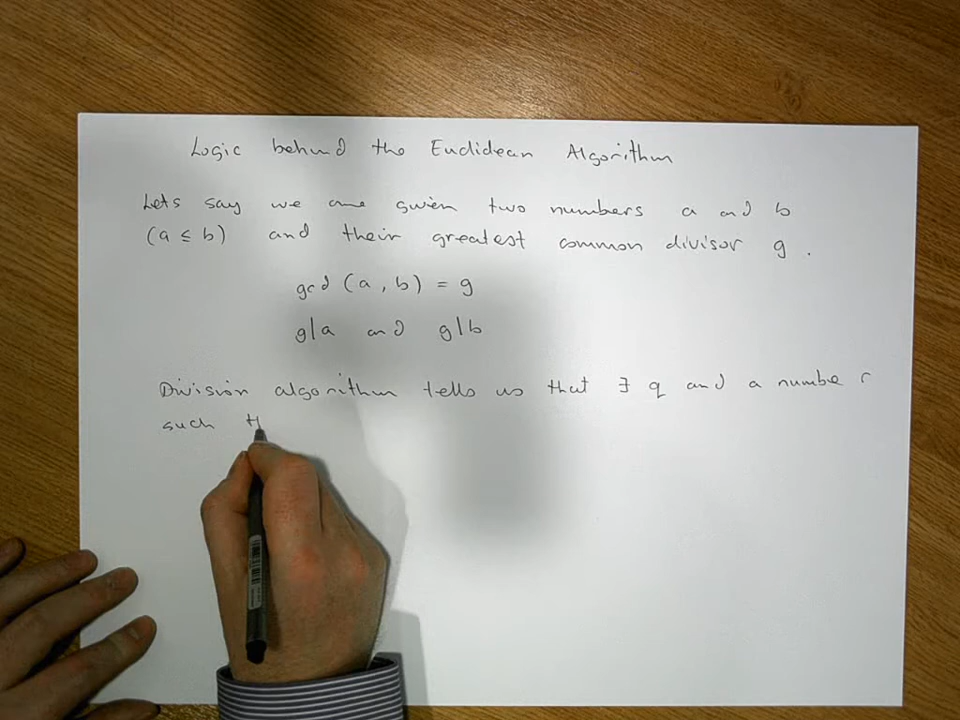 Logic behind the Euclidean Algorithm
Lets say we are given two numbers a and b
(a ≤ b) and their greatest common divisor g .
gcd (a , b) = g
g|a and g|b
Division algorithm tells us that ∃ q and a number r
such th